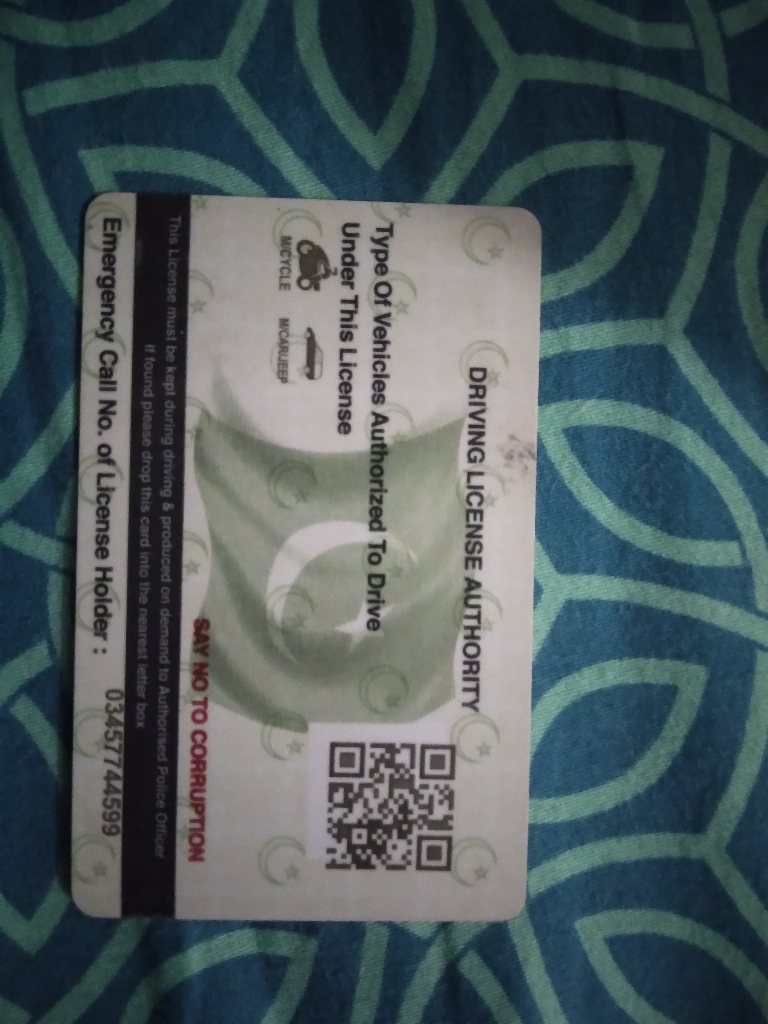 DRIVING LICENSE AUTHORITY
Type Of Vehicles Authorized To Drive
Under This License
M/CYCLE
M/CAR/JEEP
SAY NO TO CORRUPTION
This License must be kept during driving & produced on demand to Authorised Police Officer
If found please drop this card into the nearest letter box
Emergency Call No. of License Holder : 03457744599